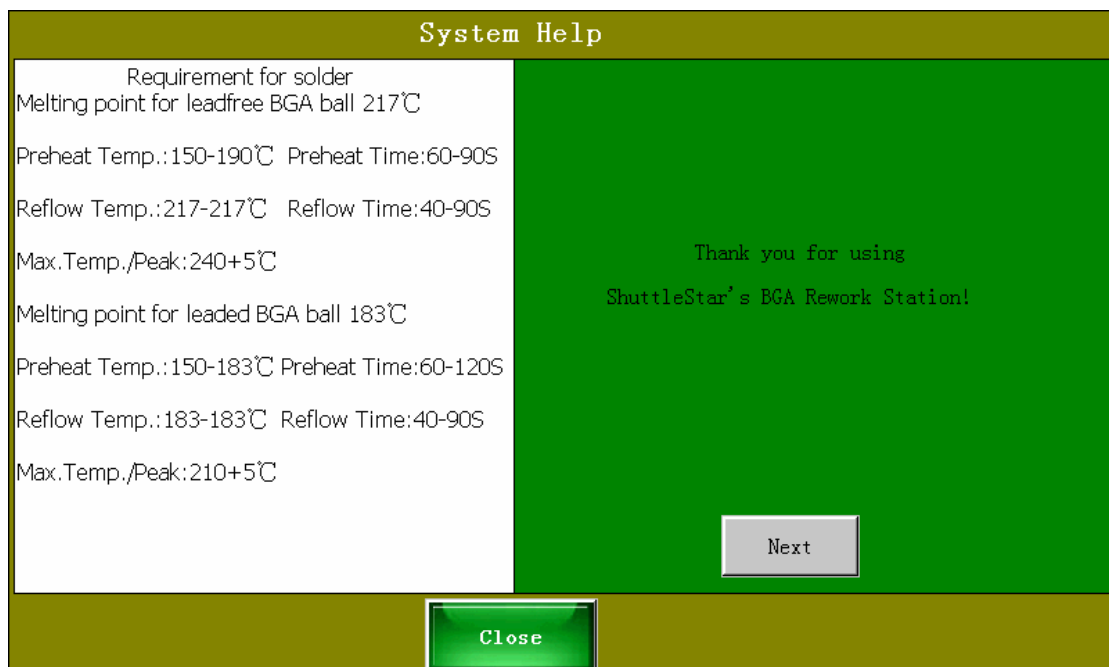 System Help
Requirement for solder
Melting point for leadfree BGA ball 217℃
Preheat Temp.:150-190℃ Preheat Time:60-90S
Reflow Temp.:217-217℃ Reflow Time:40-90S
Max.Temp./Peak:240+5℃
Melting point for leaded BGA ball 183℃
Preheat Temp.:150-183℃ Preheat Time:60-120S
Reflow Temp.:183-183℃ Reflow Time:40-90S
Max.Temp./Peak:210+5℃
Thank you for using
ShuttleStar's BGA Rework Station!
Next
Close